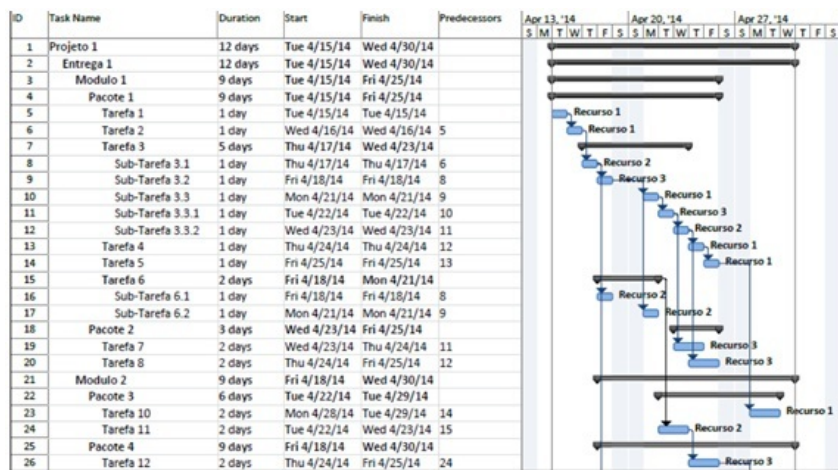 ID Task Name Duration Start Finish Predecessors Apr 13, '14 Apr 20, '14 Apr 27, '14
S M T W T F S S M T W T F S S M T W T F S
1 Projeto 1 12 days Tue 4/15/14 Wed 4/30/14
2 Entrega 1 12 days Tue 4/15/14 Wed 4/30/14
3 Modulo 1 9 days Tue 4/15/14 Fri 4/25/14
4 Pacote 1 9 days Tue 4/15/14 Fri 4/25/14
5 Tarefa 1 1 day Tue 4/15/14 Tue 4/15/14 Recurso 1
6 Tarefa 2 1 day Wed 4/16/14 Wed 4/16/14 5 Recurso 1
7 Tarefa 3 5 days Thu 4/17/14 Wed 4/23/14
8 Sub-Tarefa 3.1 1 day Thu 4/17/14 Thu 4/17/14 6 Recurso 2
9 Sub-Tarefa 3.2 1 day Fri 4/18/14 Fri 4/18/14 8 Recurso 3
10 Sub-Tarefa 3.3 1 day Mon 4/21/14 Mon 4/21/14 9 Recurso 1
11 Sub-Tarefa 3.3.1 1 day Tue 4/22/14 Tue 4/22/14 10 Recurso 3
12 Sub-Tarefa 3.3.2 1 day Wed 4/23/14 Wed 4/23/14 11 Recurso 2
13 Tarefa 4 1 day Thu 4/24/14 Thu 4/24/14 12 Recurso 1
14 Tarefa 5 1 day Fri 4/25/14 Fri 4/25/14 13 Recurso 1
15 Tarefa 6 2 days Fri 4/18/14 Mon 4/21/14
16 Sub-Tarefa 6.1 1 day Fri 4/18/14 Fri 4/18/14 8 Recurso 2
17 Sub-Tarefa 6.2 1 day Mon 4/21/14 Mon 4/21/14 9 Recurso 2
18 Pacote 2 3 days Wed 4/23/14 Fri 4/25/14
19 Tarefa 7 2 days Wed 4/23/14 Thu 4/24/14 11 Recurso 3
20 Tarefa 8 2 days Thu 4/24/14 Fri 4/25/14 12 Recurso 3
21 Modulo 2 9 days Fri 4/18/14 Wed 4/30/14
22 Pacote 3 6 days Tue 4/22/14 Tue 4/29/14
23 Tarefa 10 2 days Mon 4/28/14 Tue 4/29/14 14 Recurso 1
24 Tarefa 11 2 days Tue 4/22/14 Wed 4/23/14 15 Recurso 2
25 Pacote 4 9 days Fri 4/18/14 Wed 4/30/14
26 Tarefa 12 2 days Thu 4/24/14 Fri 4/25/14 24 Recurso 3